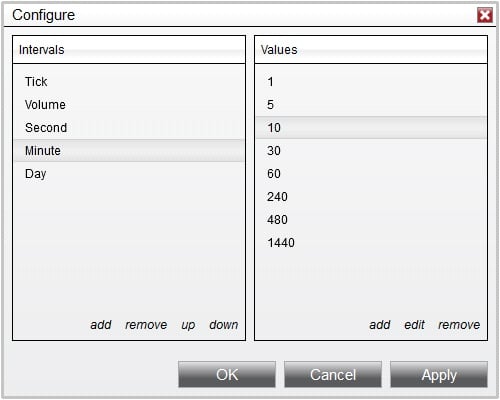 Configure
Intervals
Tick
Volume
Second
Minute
Day
add remove up down
Values
1
5
10
30
60
240
480
1440
add edit remove
OK Cancel Apply